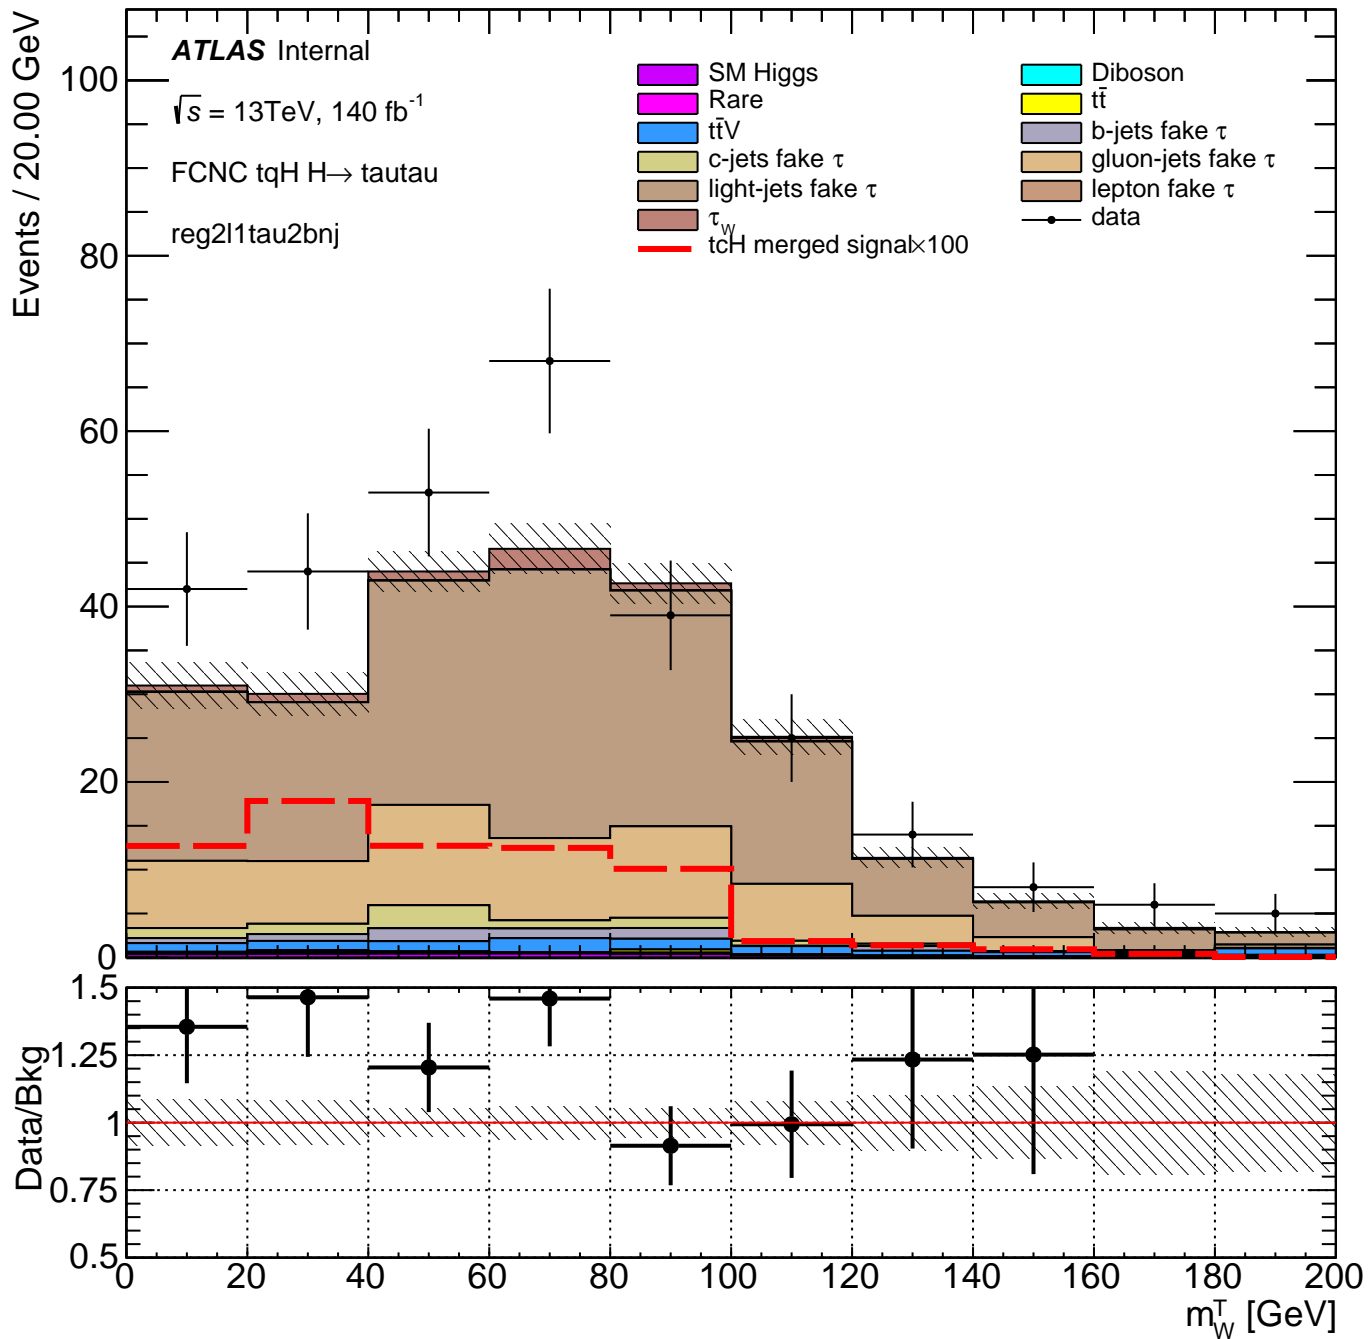 Events / 20.00 GeV
100
80
60
40
20
0
ATLAS Internal
√s = 13TeV, 140 fb⁻¹
FCNC tqH H→ tautau
reg2l1tau2bnj
SM Higgs
Rare
tt̄V
c-jets fake τ
light-jets fake τ
τ_W
tcH merged signal×100
Diboson
tt̄
b-jets fake τ
gluon-jets fake τ
lepton fake τ
data
Data/Bkg
1.5
1.25
1
0.75
0.5
0 20 40 60 80 100 120 140 160 180 200
m_W^T [GeV]